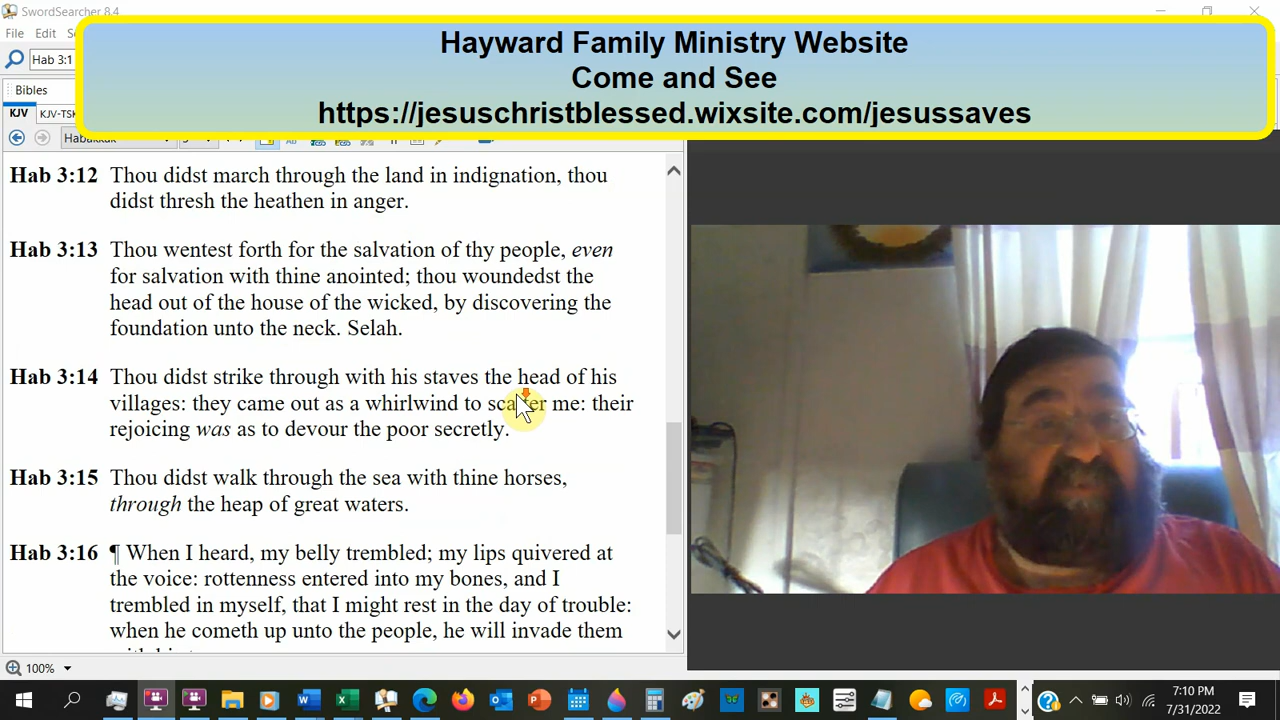 SwordSearcher 8.4
File Edit
Hayward Family Ministry Website
Come and See
https://jesuschristblessed.wixsite.com/jesussaves
Hab 3:1
Bibles
KJV KJV-TSK
Habakkuk
Hab 3:12 Thou didst march through the land in indignation, thou
didst thresh the heathen in anger.
Hab 3:13 Thou wentest forth for the salvation of thy people, even
for salvation with thine anointed; thou woundedst the
head out of the house of the wicked, by discovering the
foundation unto the neck. Selah.
Hab 3:14 Thou didst strike through with his staves the head of his
villages: they came out as a whirlwind to scatter me: their
rejoicing was as to devour the poor secretly.
Hab 3:15 Thou didst walk through the sea with thine horses,
through the heap of great waters.
Hab 3:16 ¶ When I heard, my belly trembled; my lips quivered at
the voice: rottenness entered into my bones, and I
trembled in myself, that I might rest in the day of trouble:
when he cometh up unto the people, he will invade them
100%
7:10 PM
7/31/2022